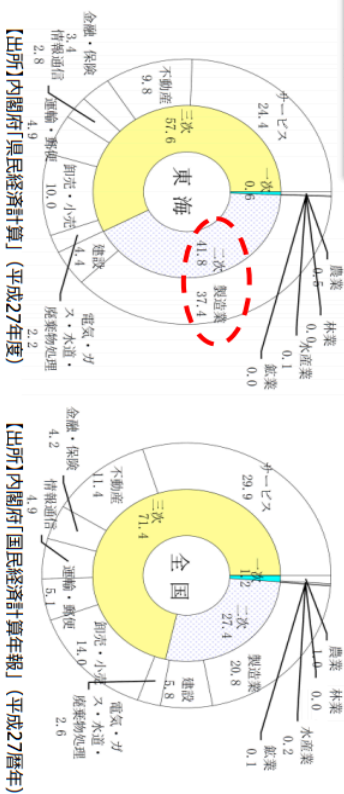 東海
一次
0.6
二次
41.8
三次
57.6
農業
0.5
林業
0.0
水産業
0.1
鉱業
0.0
製造業
37.4
建設
4.4
電気・ガ
ス・水道・
廃棄物処理
2.2
卸売・小売
10.0
運輸・郵便
4.9
情報通信
2.8
金融・保険
3.4
不動産
9.8
サービス
24.4
【出所】内閣府「県民経済計算」（平成27年度）
全国
一次
1.2
二次
27.4
三次
71.4
農業
1.0
林業
0.0
水産業
0.2
鉱業
0.1
製造業
20.8
建設
5.8
電気・ガ
ス・水道・
廃棄物処理
2.6
卸売・小売
14.0
運輸・郵便
5.1
情報通信
4.9
金融・保険
4.2
不動産
11.4
サービス
29.9
【出所】内閣府「国民経済計算年報」（平成27暦年）